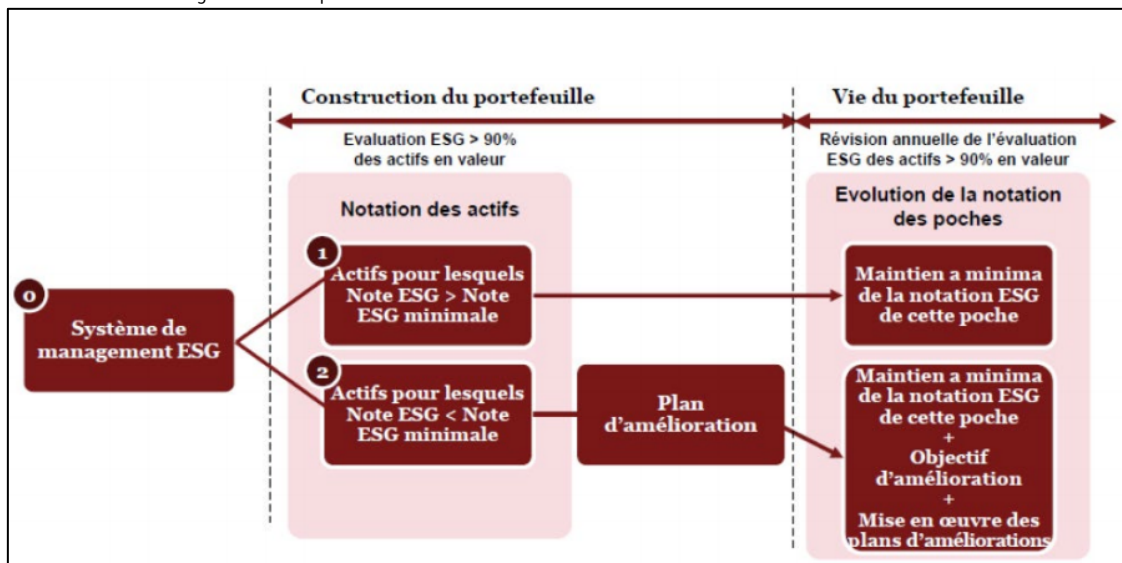 Construction du portefeuille
Vie du portefeuille
Evaluation ESG > 90%
des actifs en valeur
Révision annuelle de l'évaluation
ESG des actifs > 90% en valeur
Notation des actifs
Evolution de la notation
des poches
0
Système de
management ESG
1
Actifs pour lesquels
Note ESG > Note
ESG minimale
Maintien a minima
de la notation ESG
de cette poche
2
Actifs pour lesquels
Note ESG < Note
ESG minimale
Plan
d'amélioration
Maintien a minima
de la notation ESG
de cette poche
+
Objectif
d'amélioration
+
Mise en œuvre des
plans d'améliorations